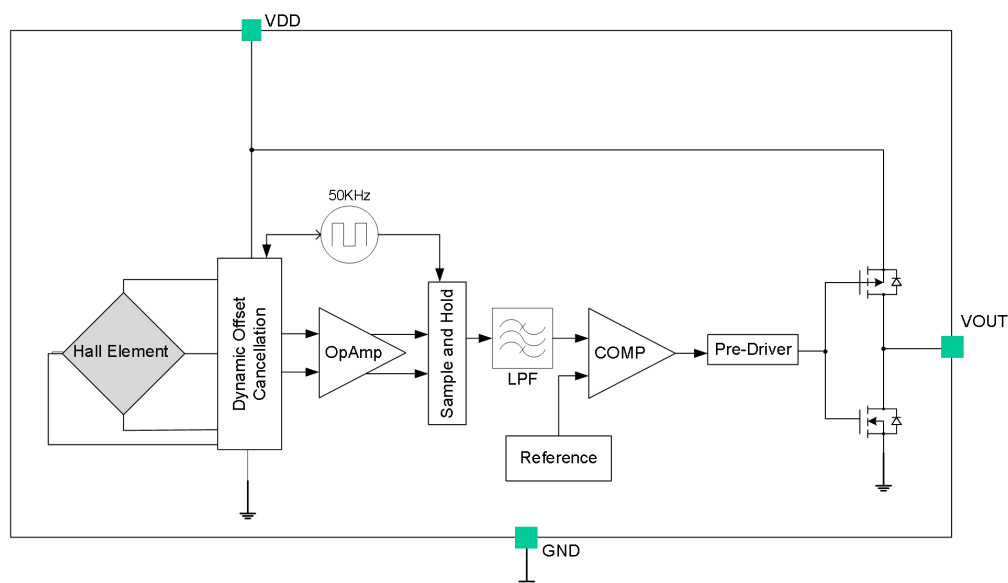 VDD
50KHz
Hall Element
Dynamic Offset
Cancellation
OpAmp
Sample and Hold
LPF
COMP
Reference
Pre-Driver
VOUT
GND